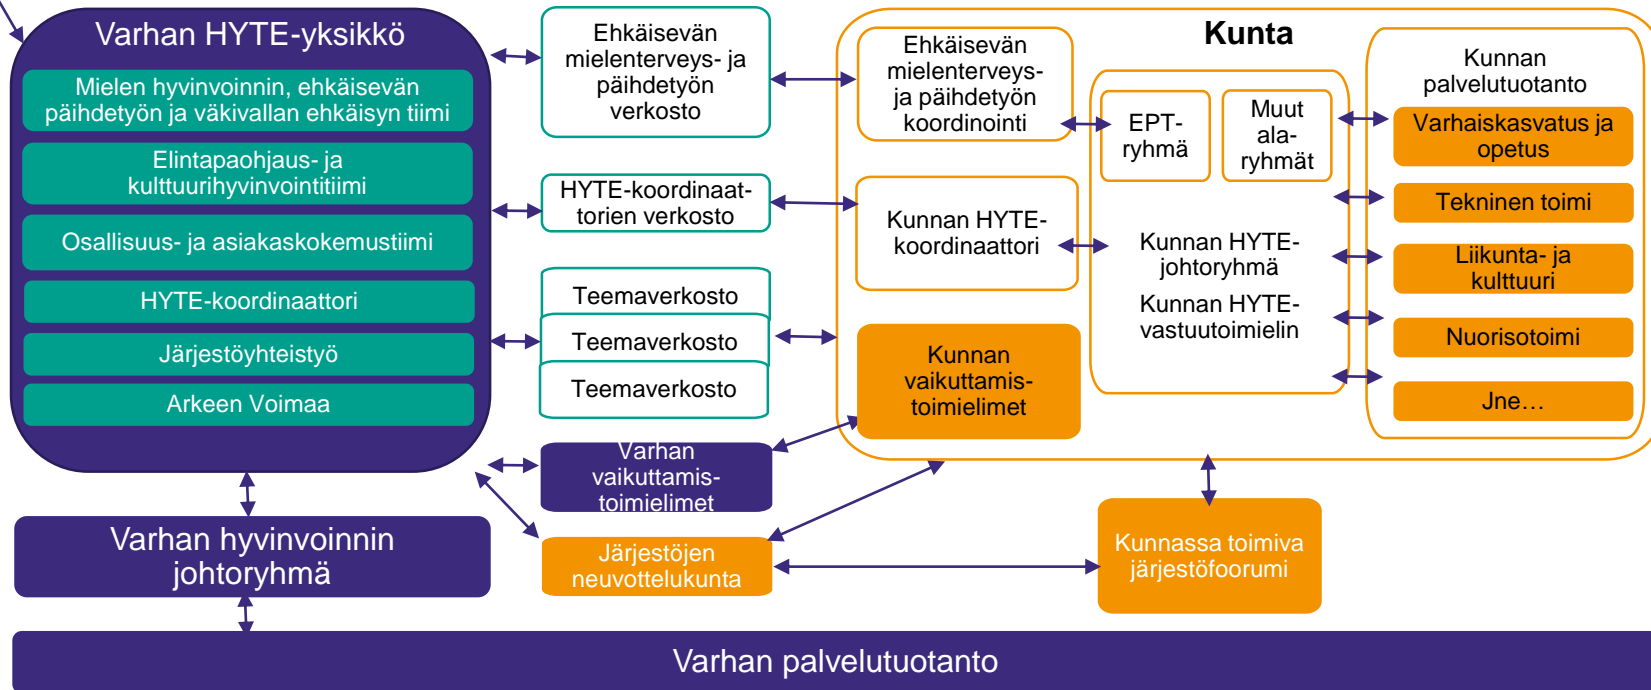 Varhan HYTE-yksikkö
Mielen hyvinvoinnin, ehkäisevän
päihdetyön ja väkivallan ehkäisyn tiimi
Elintapaohjaus- ja
kulttuurihyvinvointitiimi
Osallisuus- ja asiakaskokemustiimi
HYTE-koordinaattori
Järjestöyhteistyö
Arkeen Voimaa
Varhan hyvinvoinnin
johtoryhmä
Ehkäisevän
mielenterveys- ja
päihdetyön
verkosto
HYTE-koordinaat-
torien verkosto
Teemaverkosto
Teemaverkosto
Teemaverkosto
Varhan
vaikuttamis-
toimielimet
Järjestöjen
neuvottelukunta
Kunta
Ehkäisevän
mielenterveys-
ja päihdetyön
koordinointi
Kunnan HYTE-
koordinaattori
Kunnan
vaikuttamis-
toimielimet
EPT-
ryhmä
Muut
ala-
ryhmät
Kunnan HYTE-
johtoryhmä
Kunnan HYTE-
vastuutoimielin
Kunnan
palvelutuotanto
Varhaiskasvatus ja
opetus
Tekninen toimi
Liikunta- ja
kulttuuri
Nuorisotoimi
Jne…
Kunnassa toimiva
järjestöfoorumi
Varhan palvelutuotanto